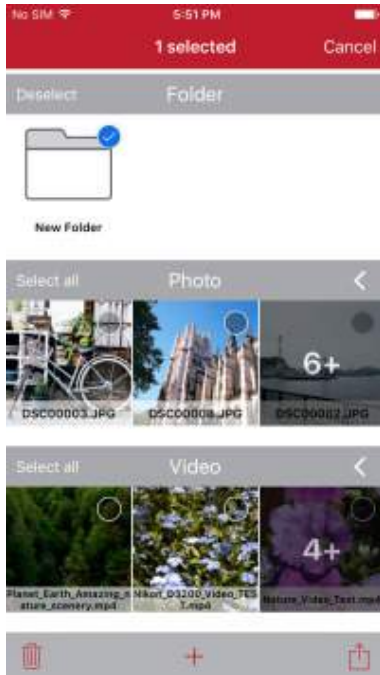 No SIM 5:51 PM
1 selected Cancel
Deselect Folder
New Folder
Select all Photo
6+
DSC00003.JPG DSC00008.JPG DSC00002.JPG
Select all Video
4+
Planet_Earth_Amazing_n
ature_scenery.mp4
Nikon_D3200_Video_TES
T.mp4
Nature_Video_Test.mp4